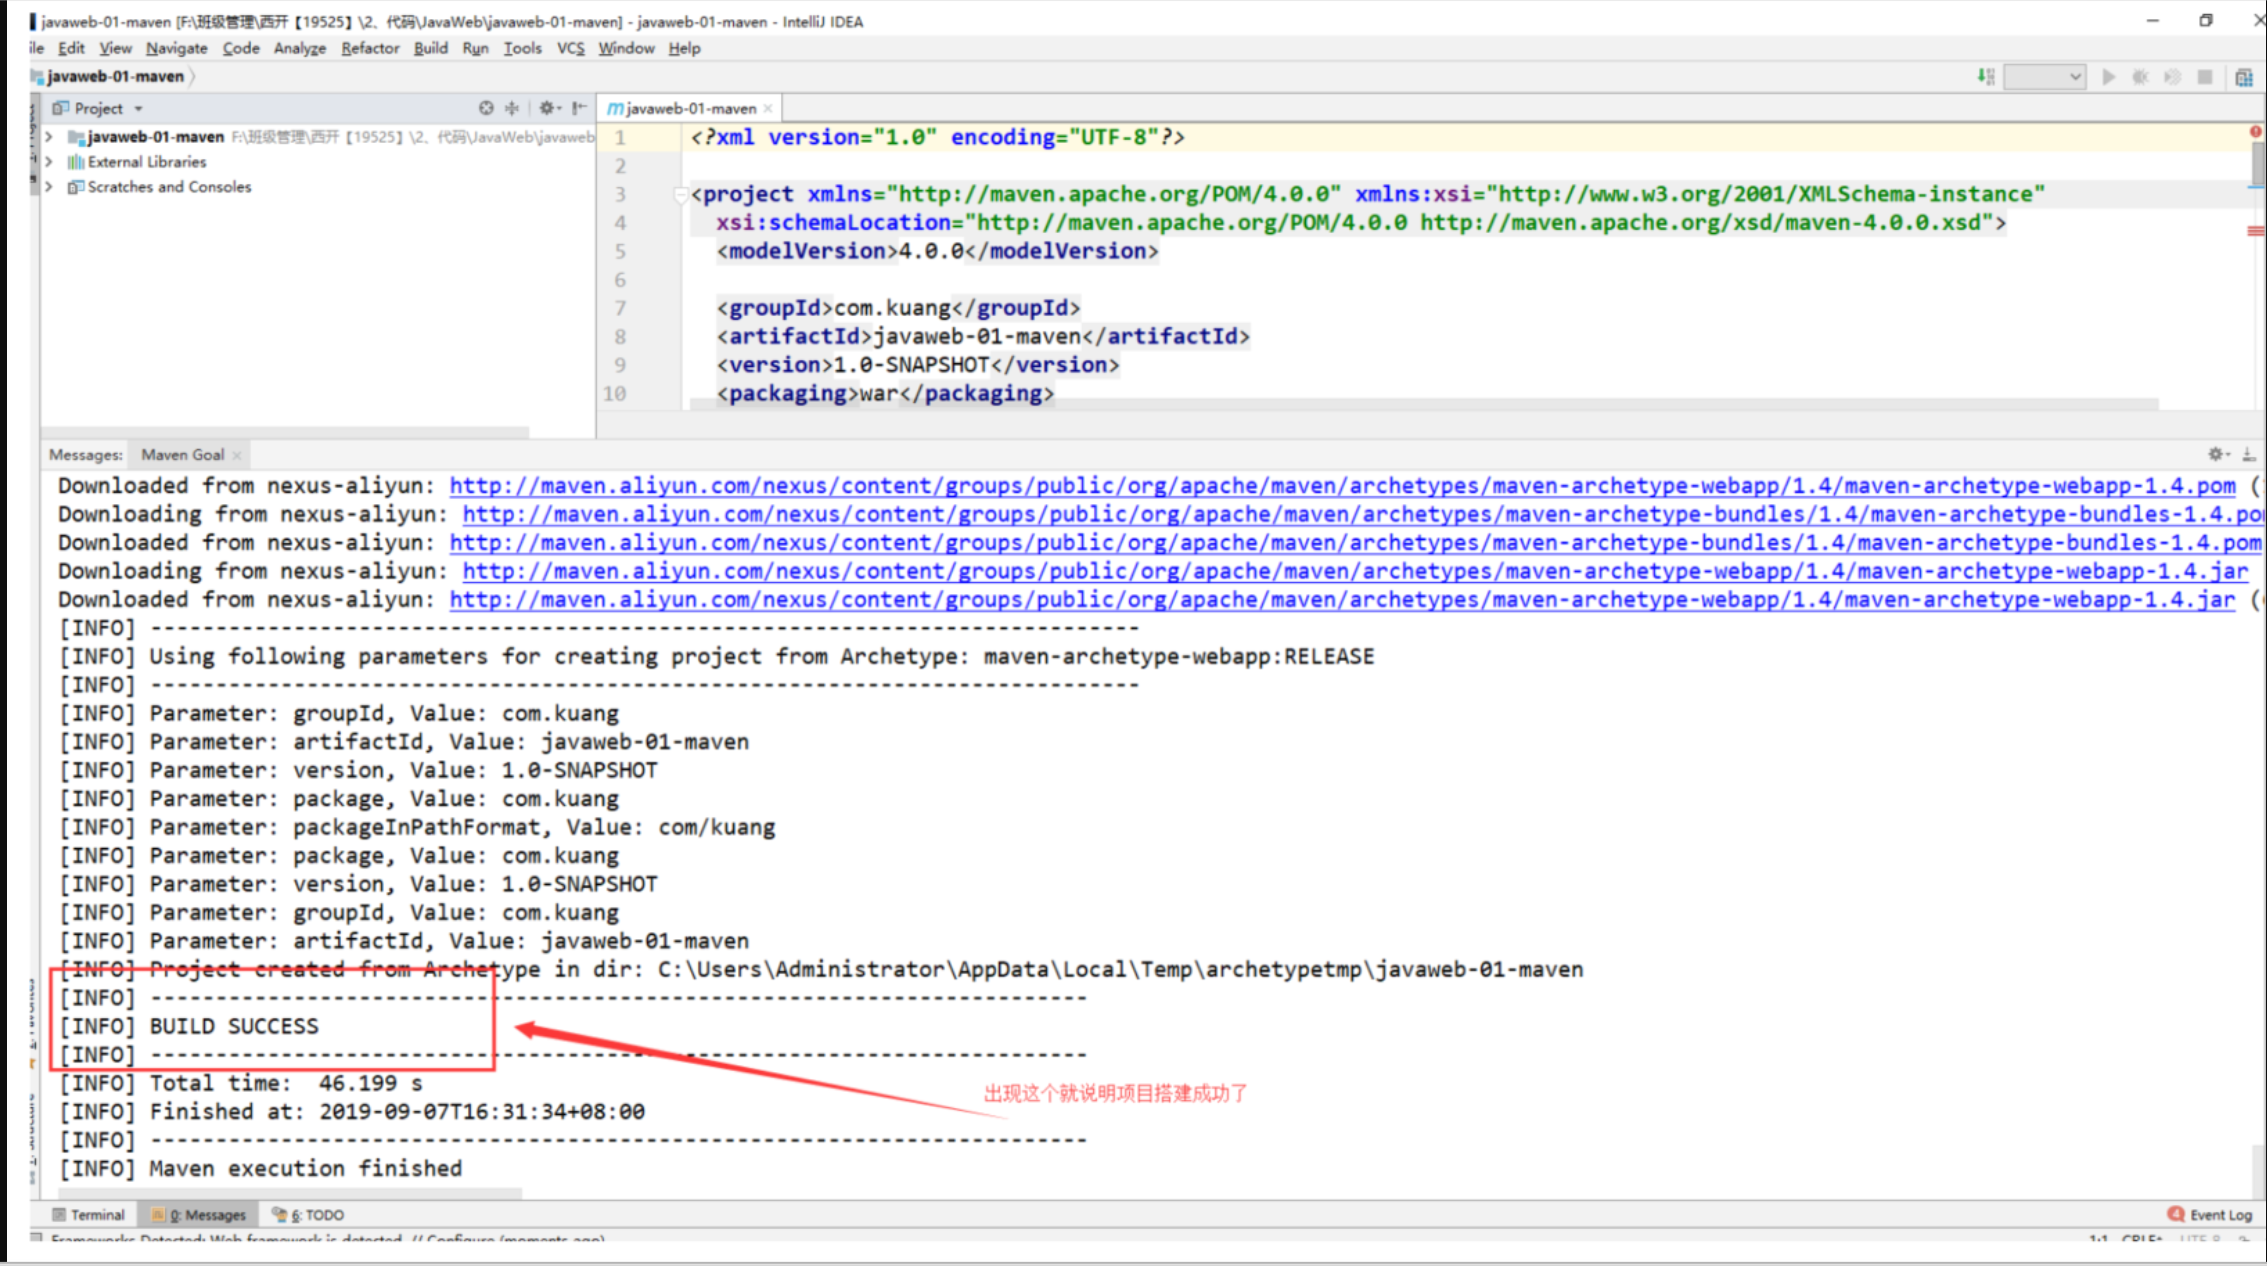 javaweb-01-maven [F:\班级管理\西开【19525】\2、代码\JavaWeb\javaweb-01-maven] - javaweb-01-maven - IntelliJ IDEA
Edit View Navigate Code Analyze Refactor Build Run Tools VCS Window Help
javaweb-01-maven
Project
javaweb-01-maven F:\班级管理\西开【19525】\2、代码\JavaWeb\javaweb
External Libraries
Scratches and Consoles
javaweb-01-maven
1 <?xml version="1.0" encoding="UTF-8"?>
2
3 <project xmlns="http://maven.apache.org/POM/4.0.0" xmlns:xsi="http://www.w3.org/2001/XMLSchema-instance"
4 xsi:schemaLocation="http://maven.apache.org/POM/4.0.0 http://maven.apache.org/xsd/maven-4.0.0.xsd">
5 <modelVersion>4.0.0</modelVersion>
6
7 <groupId>com.kuang</groupId>
8 <artifactId>javaweb-01-maven</artifactId>
9 <version>1.0-SNAPSHOT</version>
10 <packaging>war</packaging>
Messages: Maven Goal
Downloaded from nexus-aliyun: http://maven.aliyun.com/nexus/content/groups/public/org/apache/maven/archetypes/maven-archetype-webapp/1.4/maven-archetype-webapp-1.4.pom (
Downloading from nexus-aliyun: http://maven.aliyun.com/nexus/content/groups/public/org/apache/maven/archetypes/maven-archetype-bundles/1.4/maven-archetype-bundles-1.4.po
Downloaded from nexus-aliyun: http://maven.aliyun.com/nexus/content/groups/public/org/apache/maven/archetypes/maven-archetype-bundles/1.4/maven-archetype-bundles-1.4.pom
Downloading from nexus-aliyun: http://maven.aliyun.com/nexus/content/groups/public/org/apache/maven/archetypes/maven-archetype-webapp/1.4/maven-archetype-webapp-1.4.jar
Downloaded from nexus-aliyun: http://maven.aliyun.com/nexus/content/groups/public/org/apache/maven/archetypes/maven-archetype-webapp/1.4/maven-archetype-webapp-1.4.jar (
[INFO] ----------------------------------------------------------------------------
[INFO] Using following parameters for creating project from Archetype: maven-archetype-webapp:RELEASE
[INFO] ----------------------------------------------------------------------------
[INFO] Parameter: groupId, Value: com.kuang
[INFO] Parameter: artifactId, Value: javaweb-01-maven
[INFO] Parameter: version, Value: 1.0-SNAPSHOT
[INFO] Parameter: package, Value: com.kuang
[INFO] Parameter: packageInPathFormat, Value: com/kuang
[INFO] Parameter: package, Value: com.kuang
[INFO] Parameter: version, Value: 1.0-SNAPSHOT
[INFO] Parameter: groupId, Value: com.kuang
[INFO] Parameter: artifactId, Value: javaweb-01-maven
[INFO] Project created from Archetype in dir: C:\Users\Administrator\AppData\Local\Temp\archetypetmp\javaweb-01-maven
[INFO] ------------------------------------------------------------------------
[INFO] BUILD SUCCESS
[INFO] ------------------------------------------------------------------------
[INFO] Total time:  46.199 s
出现这个就说明项目搭建成功了
[INFO] Finished at: 2019-09-07T16:31:34+08:00
[INFO] ------------------------------------------------------------------------
[INFO] Maven execution finished
Terminal 0: Messages 6: TODO 4 Event Log
Frameworks Detected: Web framework is detected. // Configure (moments ago) 1:1 CRLF UTF-8